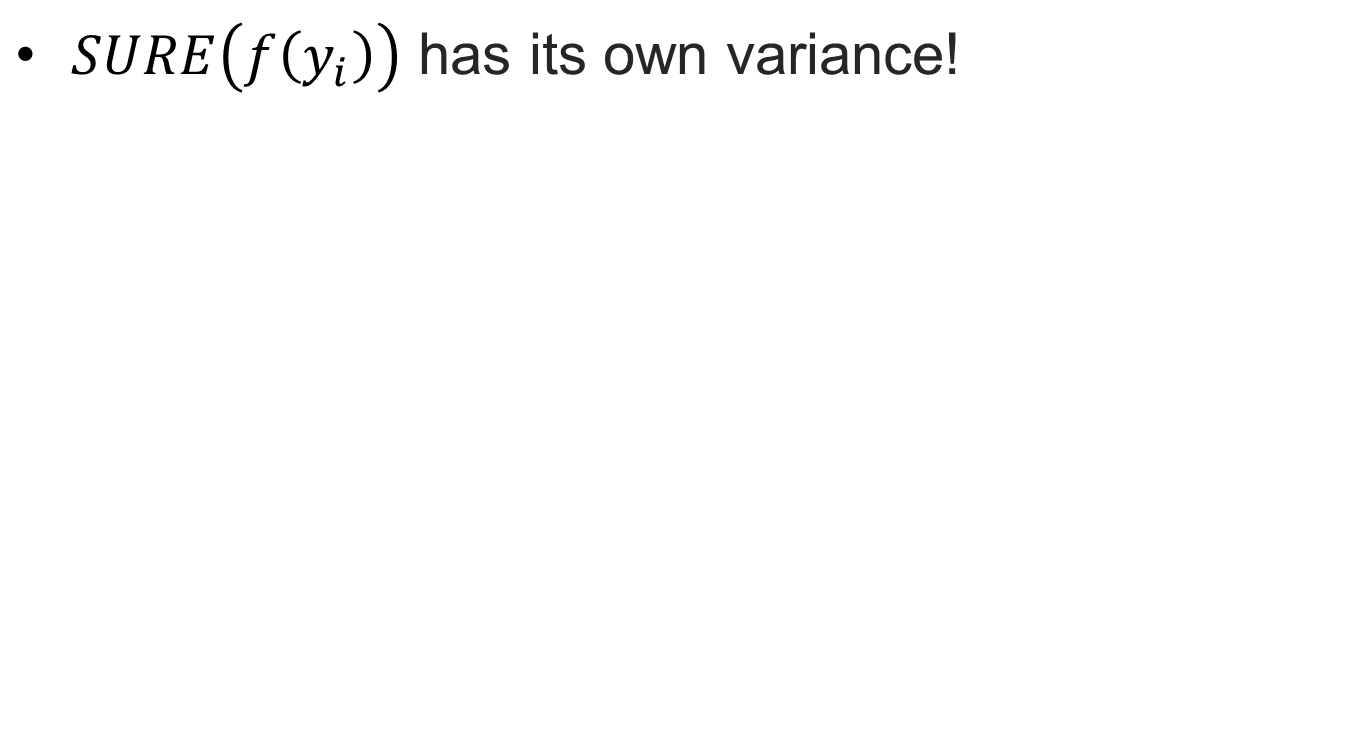 • 𝑆𝑈𝑅𝐸(𝑓(𝑦ᵢ)) has its own variance!